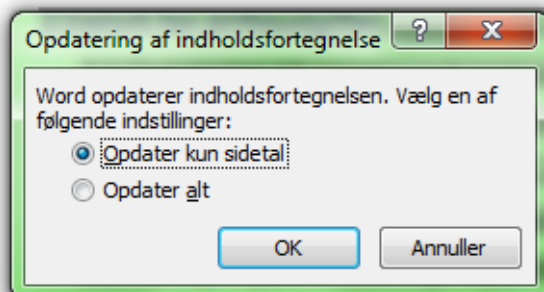 Opdatering af indholdsfortegnelse
Word opdaterer indholdsfortegnelsen. Vælg en af
følgende indstillinger:
Opdater kun sidetal
Opdater alt
OK
Annuller